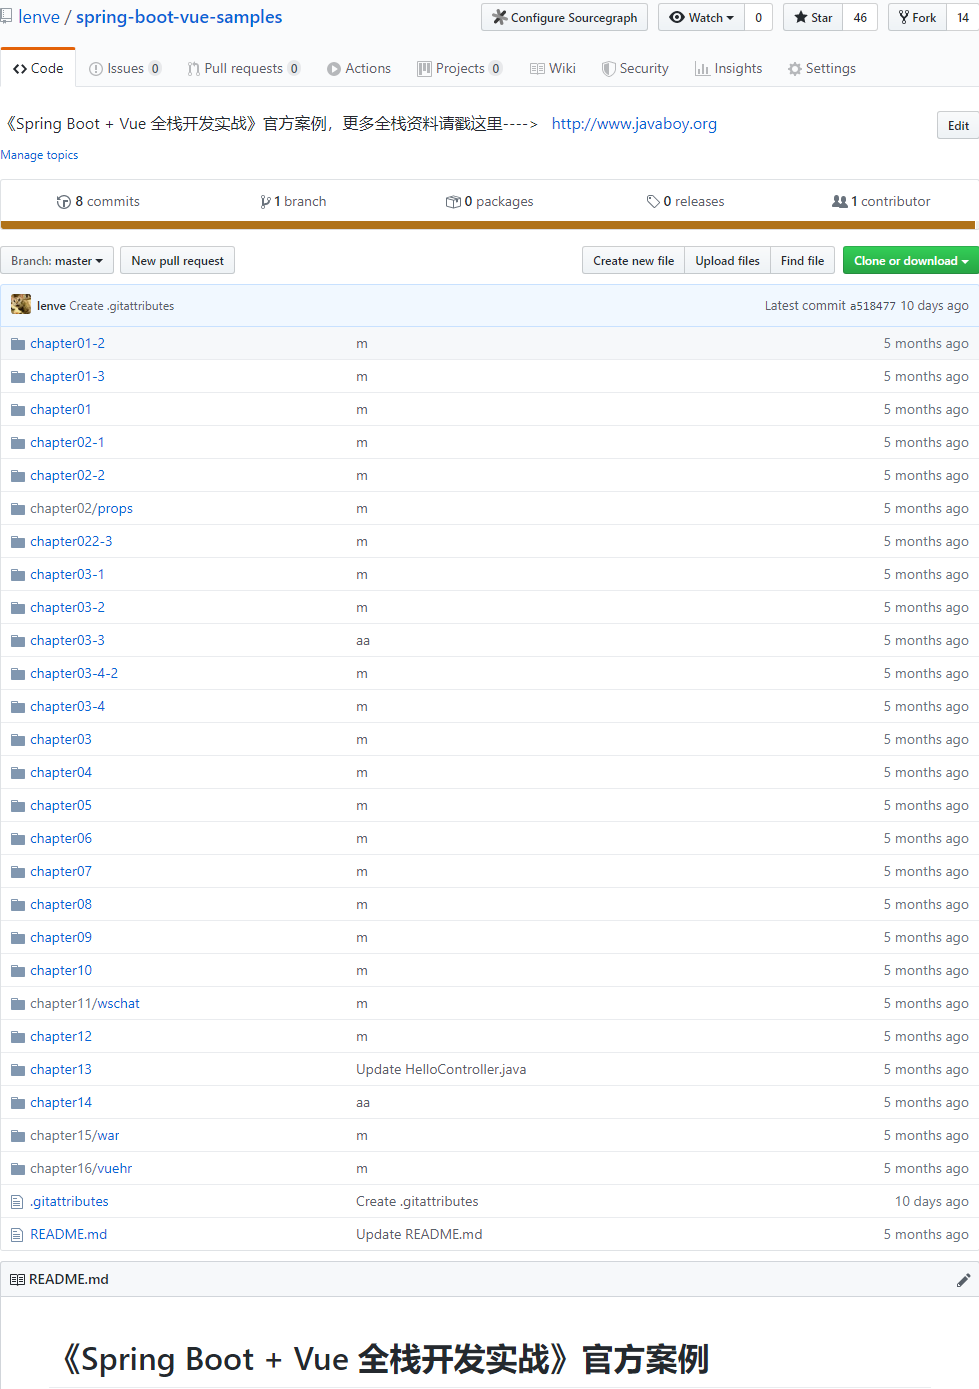 lenve / spring-boot-vue-samples
Configure Sourcegraph Watch 0 Star 46 Fork 14
Code Issues 0 Pull requests 0 Actions Projects 0 Wiki Security Insights Settings
《Spring Boot + Vue 全栈开发实战》官方案例，更多全栈资料请戳这里----> http://www.javaboy.org
Edit
Manage topics
8 commits 1 branch 0 packages 0 releases 1 contributor
Branch: master New pull request Create new file Upload files Find file Clone or download
lenve Create .gitattributes Latest commit a518477 10 days ago
chapter01-2 m 5 months ago
chapter01-3 m 5 months ago
chapter01 m 5 months ago
chapter02-1 m 5 months ago
chapter02-2 m 5 months ago
chapter02/props m 5 months ago
chapter022-3 m 5 months ago
chapter03-1 m 5 months ago
chapter03-2 m 5 months ago
chapter03-3 aa 5 months ago
chapter03-4-2 m 5 months ago
chapter03-4 m 5 months ago
chapter03 m 5 months ago
chapter04 m 5 months ago
chapter05 m 5 months ago
chapter06 m 5 months ago
chapter07 m 5 months ago
chapter08 m 5 months ago
chapter09 m 5 months ago
chapter10 m 5 months ago
chapter11/wschat m 5 months ago
chapter12 m 5 months ago
chapter13 Update HelloController.java 5 months ago
chapter14 aa 5 months ago
chapter15/war m 5 months ago
chapter16/vuehr m 5 months ago
.gitattributes Create .gitattributes 10 days ago
README.md Update README.md 5 months ago
README.md
《Spring Boot + Vue 全栈开发实战》官方案例